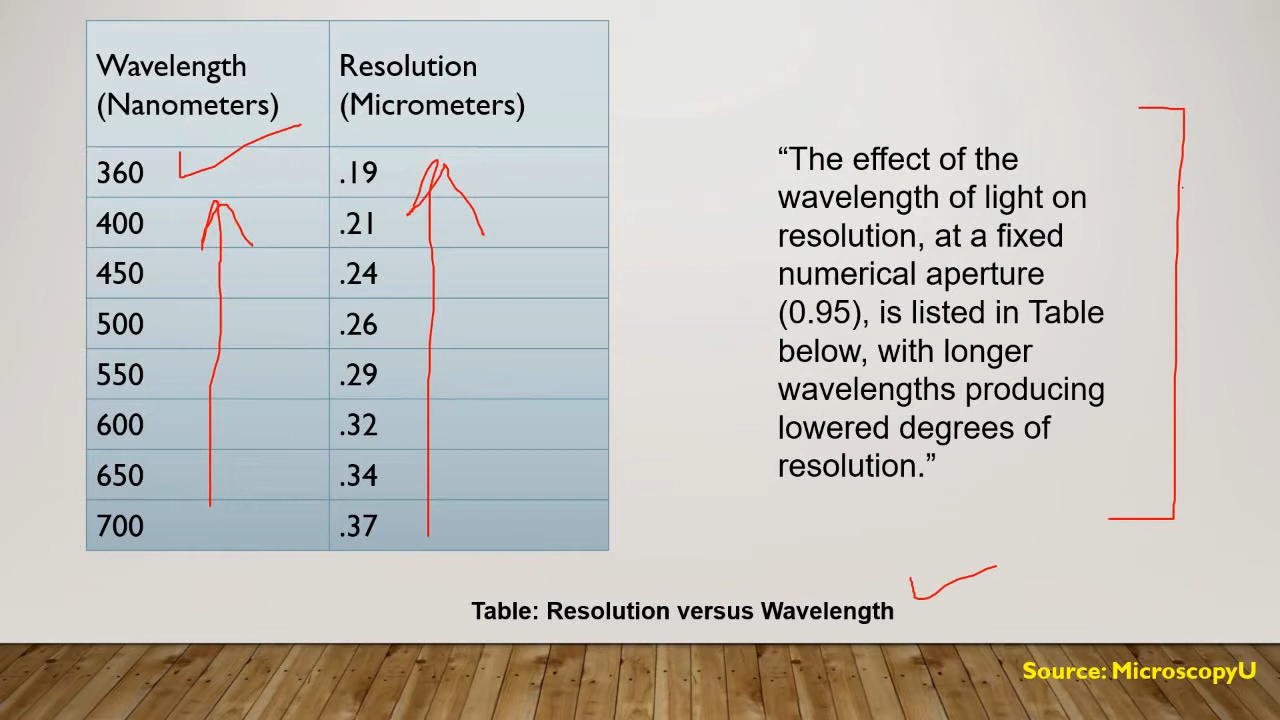 Wavelength
(Nanometers)
Resolution
(Micrometers)
360 .19
400 .21
450 .24
500 .26
550 .29
600 .32
650 .34
700 .37
“The effect of the
wavelength of light on
resolution, at a fixed
numerical aperture
(0.95), is listed in Table
below, with longer
wavelengths producing
lowered degrees of
resolution.”
Table: Resolution versus Wavelength
Source: MicroscopyU